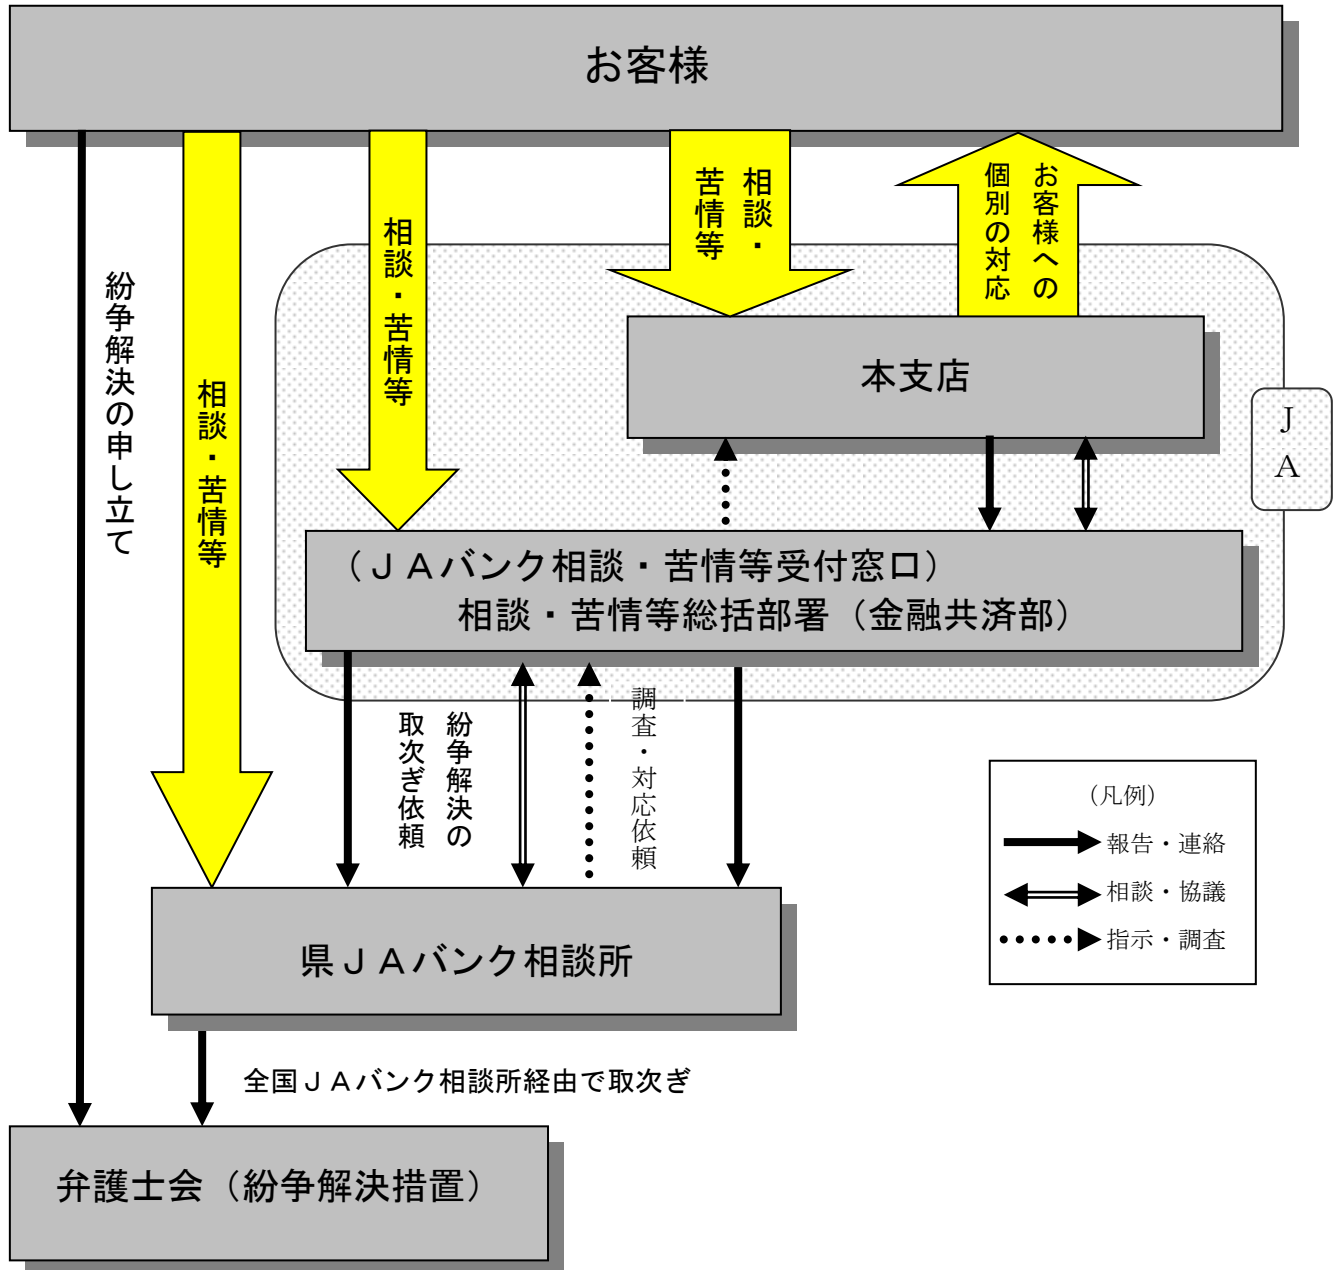 お客様
紛争解決の申し立て
相談・苦情等
相談・苦情等
相談・
苦情等
お客様への
個別の対応
本支店
J
A
（ＪＡバンク相談・苦情等受付窓口）
相談・苦情等総括部署（金融共済部）
紛争解決の
取次ぎ依頼
調査・対応依頼
（凡例）
報告・連絡
相談・協議
指示・調査
県ＪＡバンク相談所
全国ＪＡバンク相談所経由で取次ぎ
弁護士会（紛争解決措置）